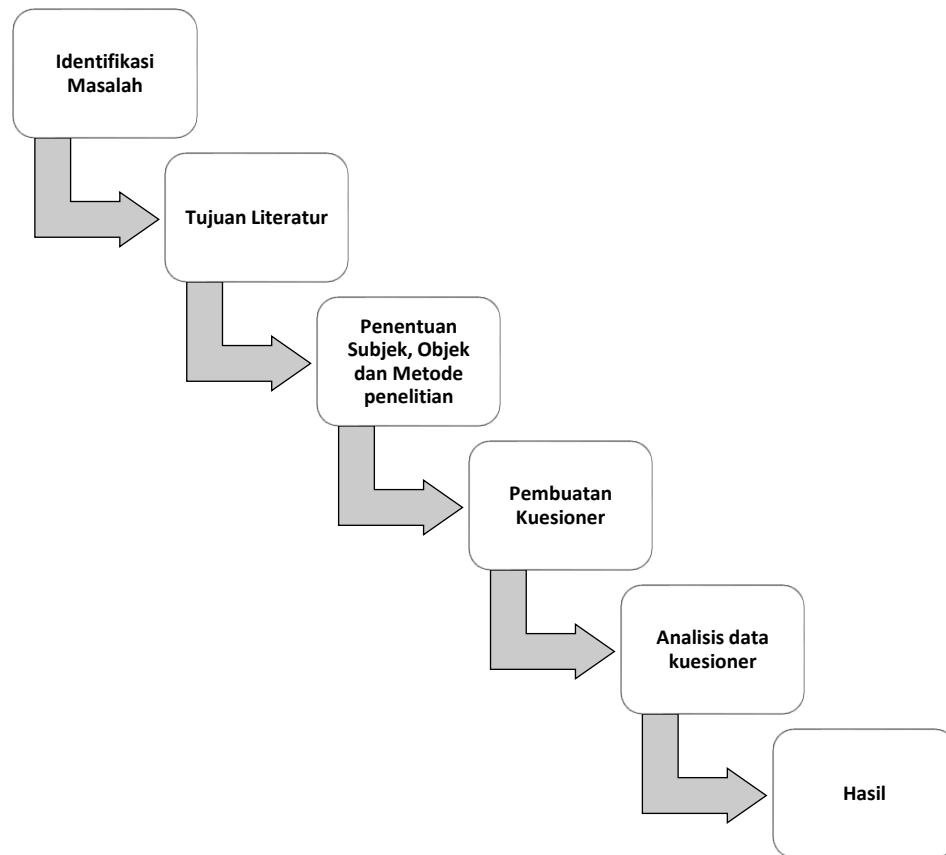 Identifikasi
Masalah
Tujuan Literatur
Penentuan
Subjek, Objek
dan Metode
penelitian
Pembuatan
Kuesioner
Analisis data
kuesioner
Hasil